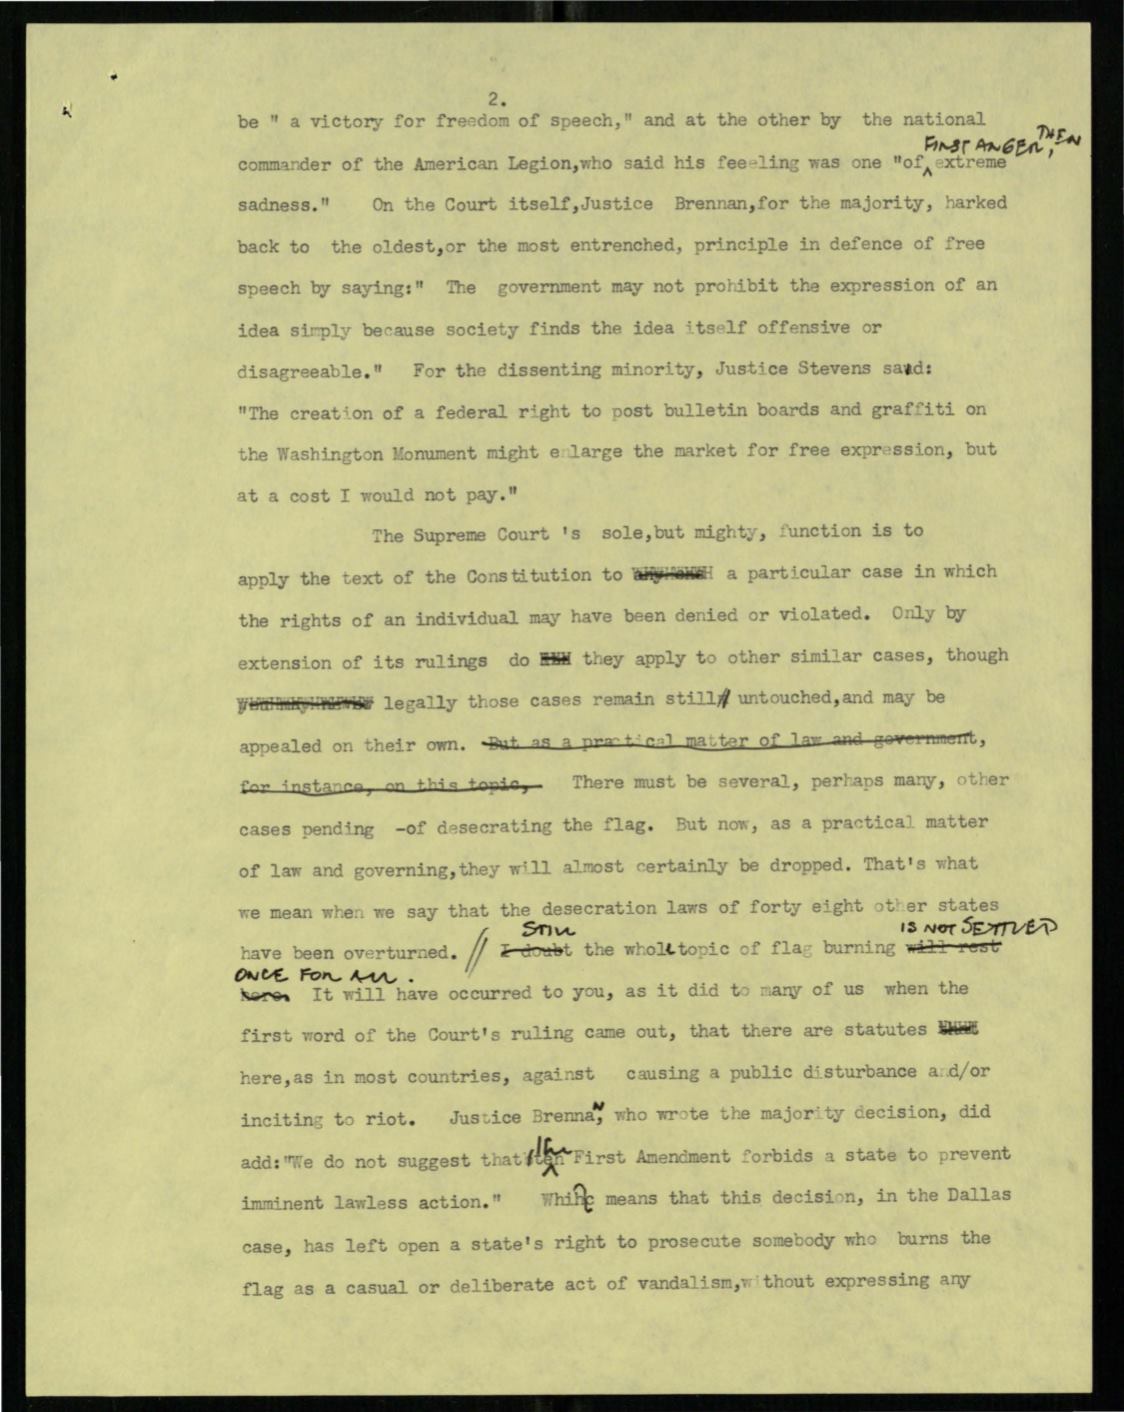 2.
be " a victory for freedom of speech," and at the other by the national
FIRST ANGER, THEN
commander of the American Legion,who said his feeeling was one "of extreme
sadness." On the Court itself,Justice Brennan,for the majority, harked
back to the oldest,or the most entrenched, principle in defence of free
speech by saying:" The government may not prohibit the expression of an
idea simply because society finds the idea itself offensive or
disagreeable." For the dissenting minority, Justice Stevens said:
"The creation of a federal right to post bulletin boards and graffiti on
the Washington Monument might enlarge the market for free expression, but
at a cost I would not pay."
The Supreme Court 's sole,but mighty, function is to
apply the text of the Constitution to a particular case in which
the rights of an individual may have been denied or violated. Only by
extension of its rulings do they apply to other similar cases, though
legally those cases remain still untouched,and may be
appealed on their own. But as a practical matter of law and government,
for instance, on this topic, There must be several, perhaps many, other
cases pending -of desecrating the flag. But now, as a practical matter
of law and governing,they will almost certainly be dropped. That's what
we mean when we say that the desecration laws of forty eight other states
STILL IS NOT SETTLED
have been overturned. // I doubt the whole topic of flag burning will rest
ONCE FOR ALL.
here. It will have occurred to you, as it did to many of us when the
first word of the Court's ruling came out, that there are statutes
here,as in most countries, against causing a public disturbance and/or
inciting to riot. Justice Brennan, who wrote the majority decision, did
the
add:"We do not suggest that ten First Amendment forbids a state to prevent
imminent lawless action." Whihc means that this decision, in the Dallas
case, has left open a state's right to prosecute somebody who burns the
flag as a casual or deliberate act of vandalism,without expressing any